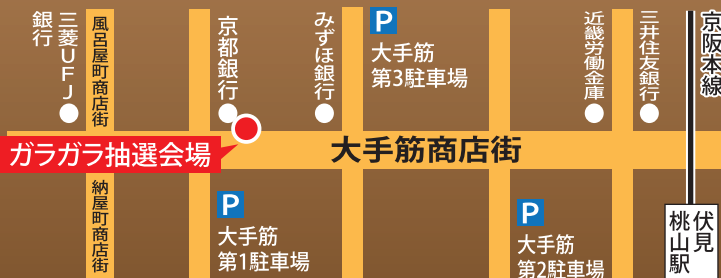 三菱UFJ
銀行
風呂屋町商店街
京都銀行
みずほ銀行
P
大手筋
第3駐車場
近畿労働金庫
三井住友銀行
京阪本線
ガラガラ抽選会場
大手筋商店街
納屋町商店街
P
大手筋
第1駐車場
P
大手筋
第2駐車場
伏見
桃山駅